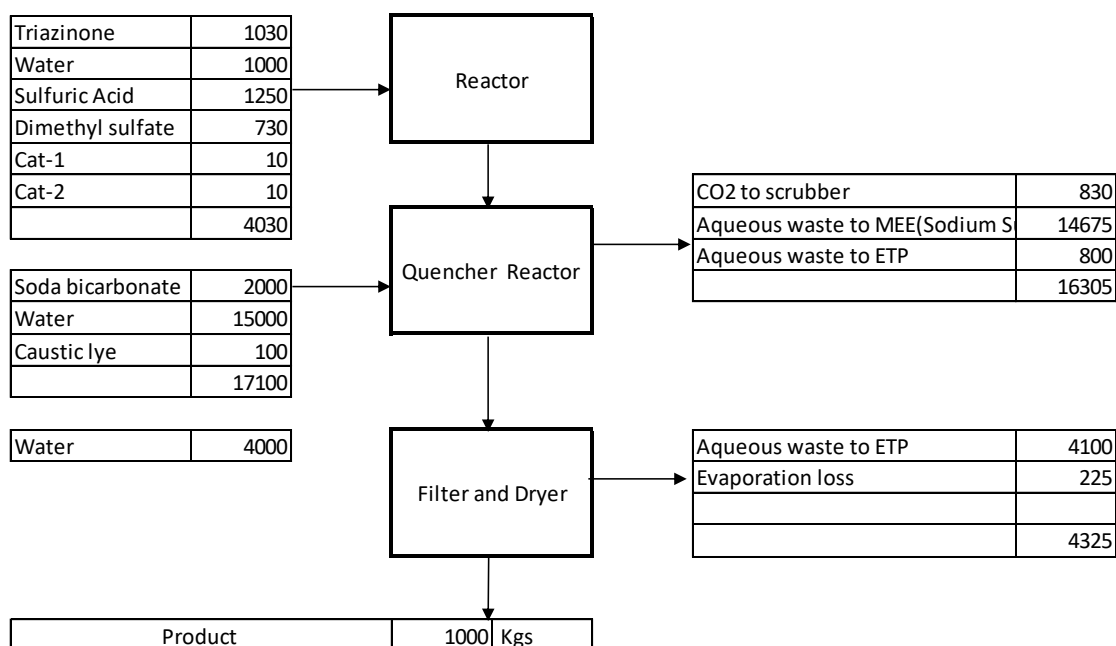 Triazinone 1030
Water 1000
Sulfuric Acid 1250
Dimethyl sulfate 730
Cat-1 10
Cat-2 10
4030
Reactor
CO2 to scrubber 830
Aqueous waste to MEE(Sodium S
14675
Aqueous waste to ETP 800
16305
Quencher Reactor
Soda bicarbonate 2000
Water 15000
Caustic lye 100
17100
Water 4000
Filter and Dryer
Aqueous waste to ETP 4100
Evaporation loss 225
4325
Product 1000 Kgs